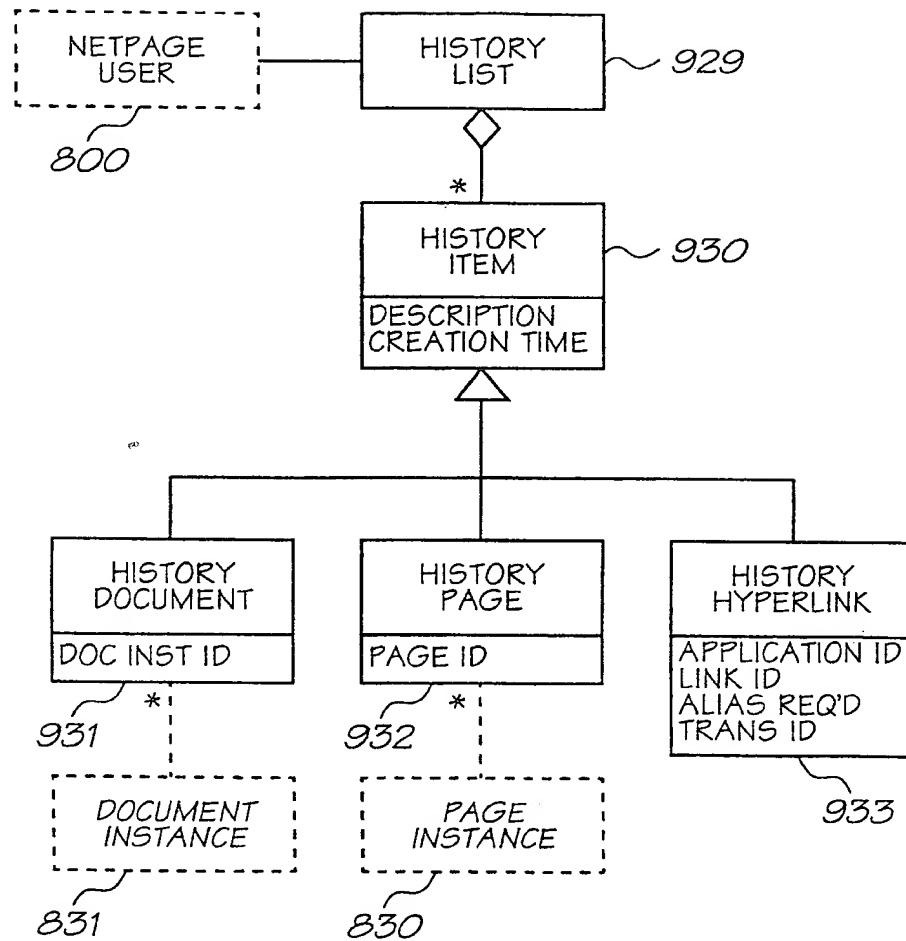 NETPAGE
USER
800
HISTORY
LIST
929
*
HISTORY
ITEM
930
DESCRIPTION
CREATION TIME
HISTORY
DOCUMENT
DOC INST ID
931
*
HISTORY
PAGE
PAGE ID
932
*
HISTORY
HYPERLINK
APPLICATION ID
LINK ID
ALIAS REQ'D
TRANS ID
933
DOCUMENT
INSTANCE
831
PAGE
INSTANCE
830